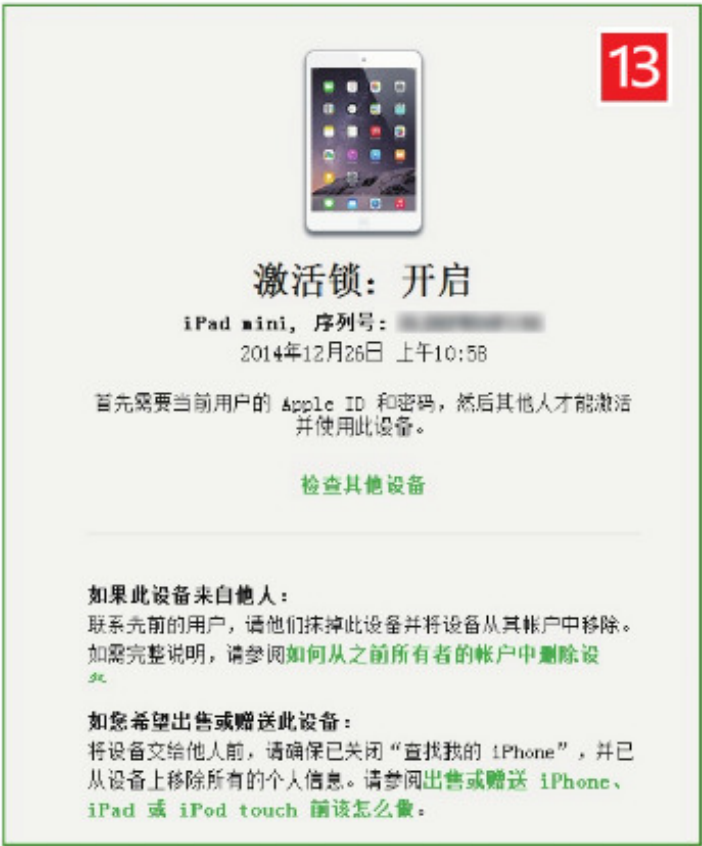 13
激活锁：开启
iPad mini, 序列号：
2014年12月26日 上午10:58
首先需要当前用户的 Apple ID 和密码，然后其他人才能激活
并使用此设备。
检查其他设备
如果此设备来自他人：
联系先前的用户，请他们抹掉此设备并将设备从其帐户中移除。
如需完整说明，请参阅如何从之前所有者的帐户中删除设
如您希望出售或赠送此设备：
将设备交给他人前，请确保已关闭“查找我的 iPhone”，并已
从设备上移除所有的个人信息。请参阅出售或赠送 iPhone、
iPad 或 iPod touch 前该怎么做。